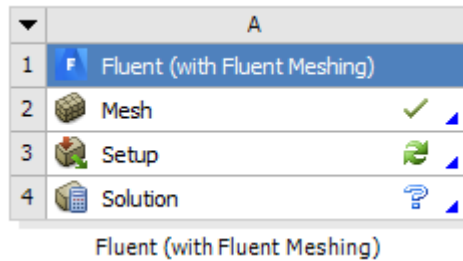 A
1 F Fluent (with Fluent Meshing)
2 Mesh
3 Setup
4 Solution ?
Fluent (with Fluent Meshing)